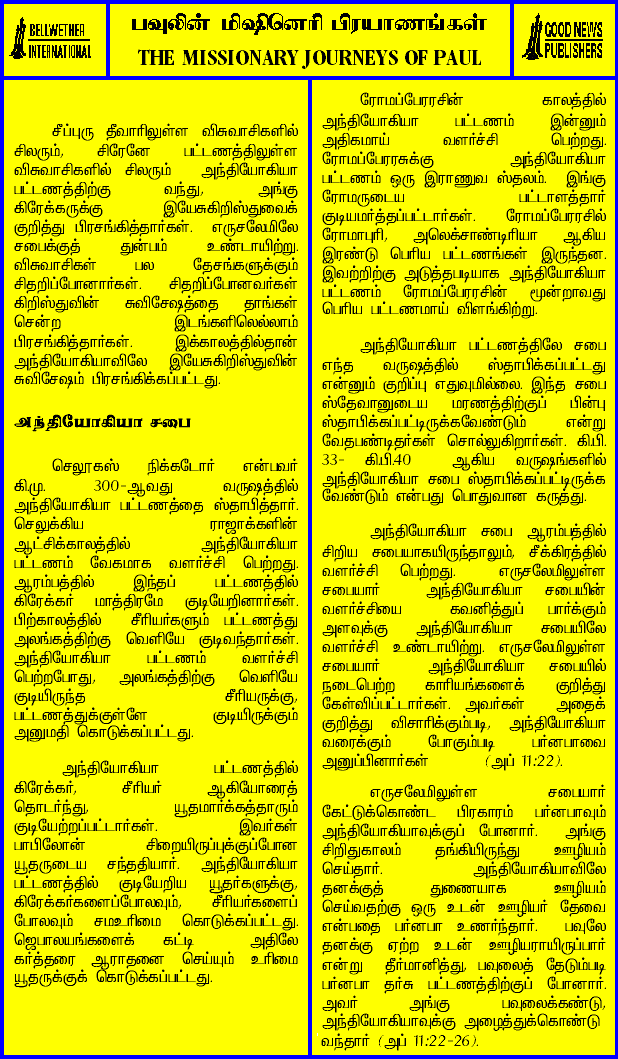 BELLWETHER
INTERNATIONAL
பவுலின் மிஷினெரி பிரயாணங்கள்
THE MISSIONARY JOURNEYS OF PAUL
GOOD NEWS
PUBLISHERS
சீப்புரு தீவாரிலுள்ள விசுவாசிகளில்
சிலரும், சிரேனே பட்டணத்திலுள்ள
விசுவாசிகளில் சிலரும் அந்தியோகியா
பட்டணத்திற்கு வந்து, அங்கு
கிரேக்கருக்கு இயேசுகிறிஸ்துவைக்
குறித்து பிரசங்கித்தார்கள். எருசலேமிலே
சபைக்குத் துன்பம் உண்டாயிற்று.
விசுவாசிகள் பல தேசங்களுக்கும்
சிதறிப்போனார்கள். சிதறிப்போனவர்கள்
கிறிஸ்துவின் சுவிசேஷத்தை தாங்கள்
சென்ற இடங்களிலெல்லாம்
பிரசங்கித்தார்கள். இக்காலத்தில்தான்
அந்தியோகியாவிலே இயேசுகிறிஸ்துவின்
சுவிசேஷம் பிரசங்கிக்கப்பட்டது.
அந்தியோகியா சபை
செலூகஸ் நிக்கடோர் என்பவர்
கி.மு. 300-ஆவது வருஷத்தில்
அந்தியோகியா பட்டணத்தை ஸ்தாபித்தார்.
செலுக்கிய ராஜாக்களின்
ஆட்சிக்காலத்தில் அந்தியோகியா
பட்டணம் வேகமாக வளர்ச்சி பெற்றது.
ஆரம்பத்தில் இந்தப் பட்டணத்தில்
கிரேக்கர் மாத்திரமே குடியேறினார்கள்.
பிற்காலத்தில் சீரியர்களும் பட்டணத்து
அலங்கத்திற்கு வெளியே குடிவந்தார்கள்.
அந்தியோகியா பட்டணம் வளர்ச்சி
பெற்றபோது, அலங்கத்திற்கு வெளியே
குடியிருந்த சீரியருக்கு,
பட்டணத்துக்குள்ளே குடியிருக்கும்
அனுமதி கொடுக்கப்பட்டது.
அந்தியோகியா பட்டணத்தில்
கிரேக்கர், சீரியர் ஆகியோரைத்
தொடர்ந்து, யூதமார்க்கத்தாரும்
குடியேற்றப்பட்டார்கள். இவர்கள்
பாபிலோன் சிறையிருப்புக்குப்போன
யூதருடைய சந்ததியார். அந்தியோகியா
பட்டணத்தில் குடியேறிய யூதர்களுக்கு,
கிரேக்கர்களைப்போலவும், சீரியர்களைப்
போலவும் சமஉரிமை கொடுக்கப்பட்டது.
ஜெபாலயங்களைக் கட்டி அதிலே
கர்த்தரை ஆராதனை செய்யும் உரிமை
யூதருக்குக் கொடுக்கப்பட்டது.
ரோமப்பேரரசின் காலத்தில்
அந்தியோகியா பட்டணம் இன்னும்
அதிகமாய் வளர்ச்சி பெற்றது.
ரோமப்பேரரசுக்கு அந்தியோகியா
பட்டணம் ஒரு இராணுவ ஸ்தலம். இங்கு
ரோமருடைய பட்டாளத்தார்
குடியமர்த்தப்பட்டார்கள். ரோமப்பேரரசில்
ரோமாபுரி, அலெக்சாண்டிரியா ஆகிய
இரண்டு பெரிய பட்டணங்கள் இருந்தன.
இவற்றிற்கு அடுத்தபடியாக அந்தியோகியா
பட்டணம் ரோமப்பேரரசின் மூன்றாவது
பெரிய பட்டணமாய் விளங்கிற்று.
அந்தியோகியா பட்டணத்திலே சபை
எந்த வருஷத்தில் ஸ்தாபிக்கப்பட்டது
என்னும் குறிப்பு எதுவுமில்லை. இந்த சபை
ஸ்தேவானுடைய மரணத்திற்குப் பின்பு
ஸ்தாபிக்கப்பட்டிருக்கவேண்டும் என்று
வேதபண்டிதர்கள் சொல்லுகிறார்கள். கி.பி.
33- கி.பி.40 ஆகிய வருஷங்களில்
அந்தியோகியா சபை ஸ்தாபிக்கப்பட்டிருக்க
வேண்டும் என்பது பொதுவான கருத்து.
அந்தியோகியா சபை ஆரம்பத்தில்
சிறிய சபையாகயிருந்தாலும், சீக்கிரத்தில்
வளர்ச்சி பெற்றது. எருசலேமிலுள்ள
சபையார் அந்தியோகியா சபையின்
வளர்ச்சியை கவனித்துப் பார்க்கும்
அளவுக்கு அந்தியோகியா சபையிலே
வளர்ச்சி உண்டாயிற்று. எருசலேமிலுள்ள
சபையார் அந்தியோகியா சபையில்
நடைபெற்ற காரியங்களைக் குறித்து
கேள்விப்பட்டார்கள். அவர்கள் அதைக்
குறித்து விசாரிக்கும்படி, அந்தியோகியா
வரைக்கும் போகும்படி பர்னபாவை
அனுப்பினார்கள் (அப் 11:22).
எருசலேமிலுள்ள சபையார்
கேட்டுக்கொண்ட பிரகாரம் பர்னபாவும்
அந்தியோகியாவுக்குப் போனார். அங்கு
சிறிதுகாலம் தங்கியிருந்து ஊழியம்
செய்தார். அந்தியோகியாவிலே
தனக்குத் துணையாக ஊழியம்
செய்வதற்கு ஒரு உடன் ஊழியர் தேவை
என்பதை பர்னபா உணர்ந்தார். பவுலே
தனக்கு ஏற்ற உடன் ஊழியராயிருப்பார்
என்று தீர்மானித்து, பவுலைத் தேடும்படி
பர்னபா தர்சு பட்டணத்திற்குப் போனார்.
அவர் அங்கு பவுலைக்கண்டு,
அந்தியோகியாவுக்கு அழைத்துக்கொண்டு
வந்தார் (அப் 11:22-26).